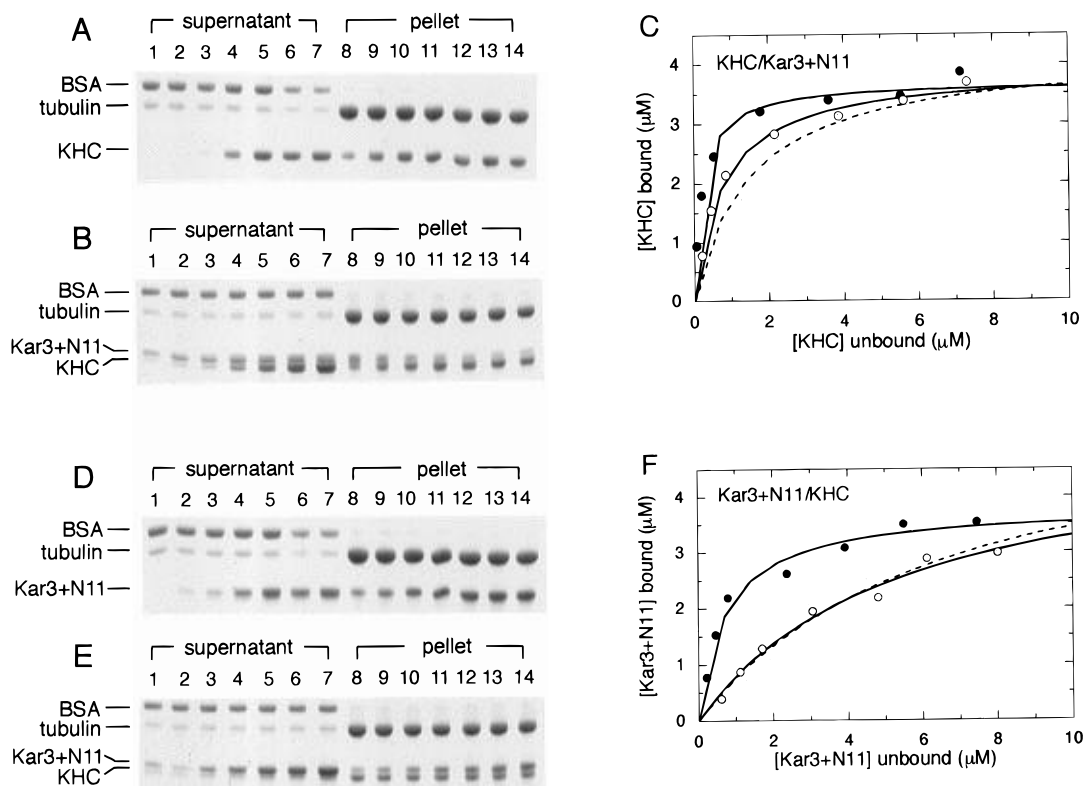 A
supernatant
pellet
1 2 3 4 5 6 7 8 9 10 11 12 13 14
BSA
tubulin
KHC
B
supernatant
pellet
1 2 3 4 5 6 7 8 9 10 11 12 13 14
BSA
tubulin
Kar3+N11
KHC
C
KHC/Kar3+N11
[KHC] bound (μM)
4
3
2
1
0
0 2 4 6 8 10
[KHC] unbound (μM)
D
supernatant
pellet
1 2 3 4 5 6 7 8 9 10 11 12 13 14
BSA
tubulin
Kar3+N11
E
supernatant
pellet
1 2 3 4 5 6 7 8 9 10 11 12 13 14
BSA
tubulin
Kar3+N11
KHC
F
Kar3+N11/KHC
[Kar3+N11] bound (μM)
4
3
2
1
0
0 2 4 6 8 10
[Kar3+N11] unbound (μM)